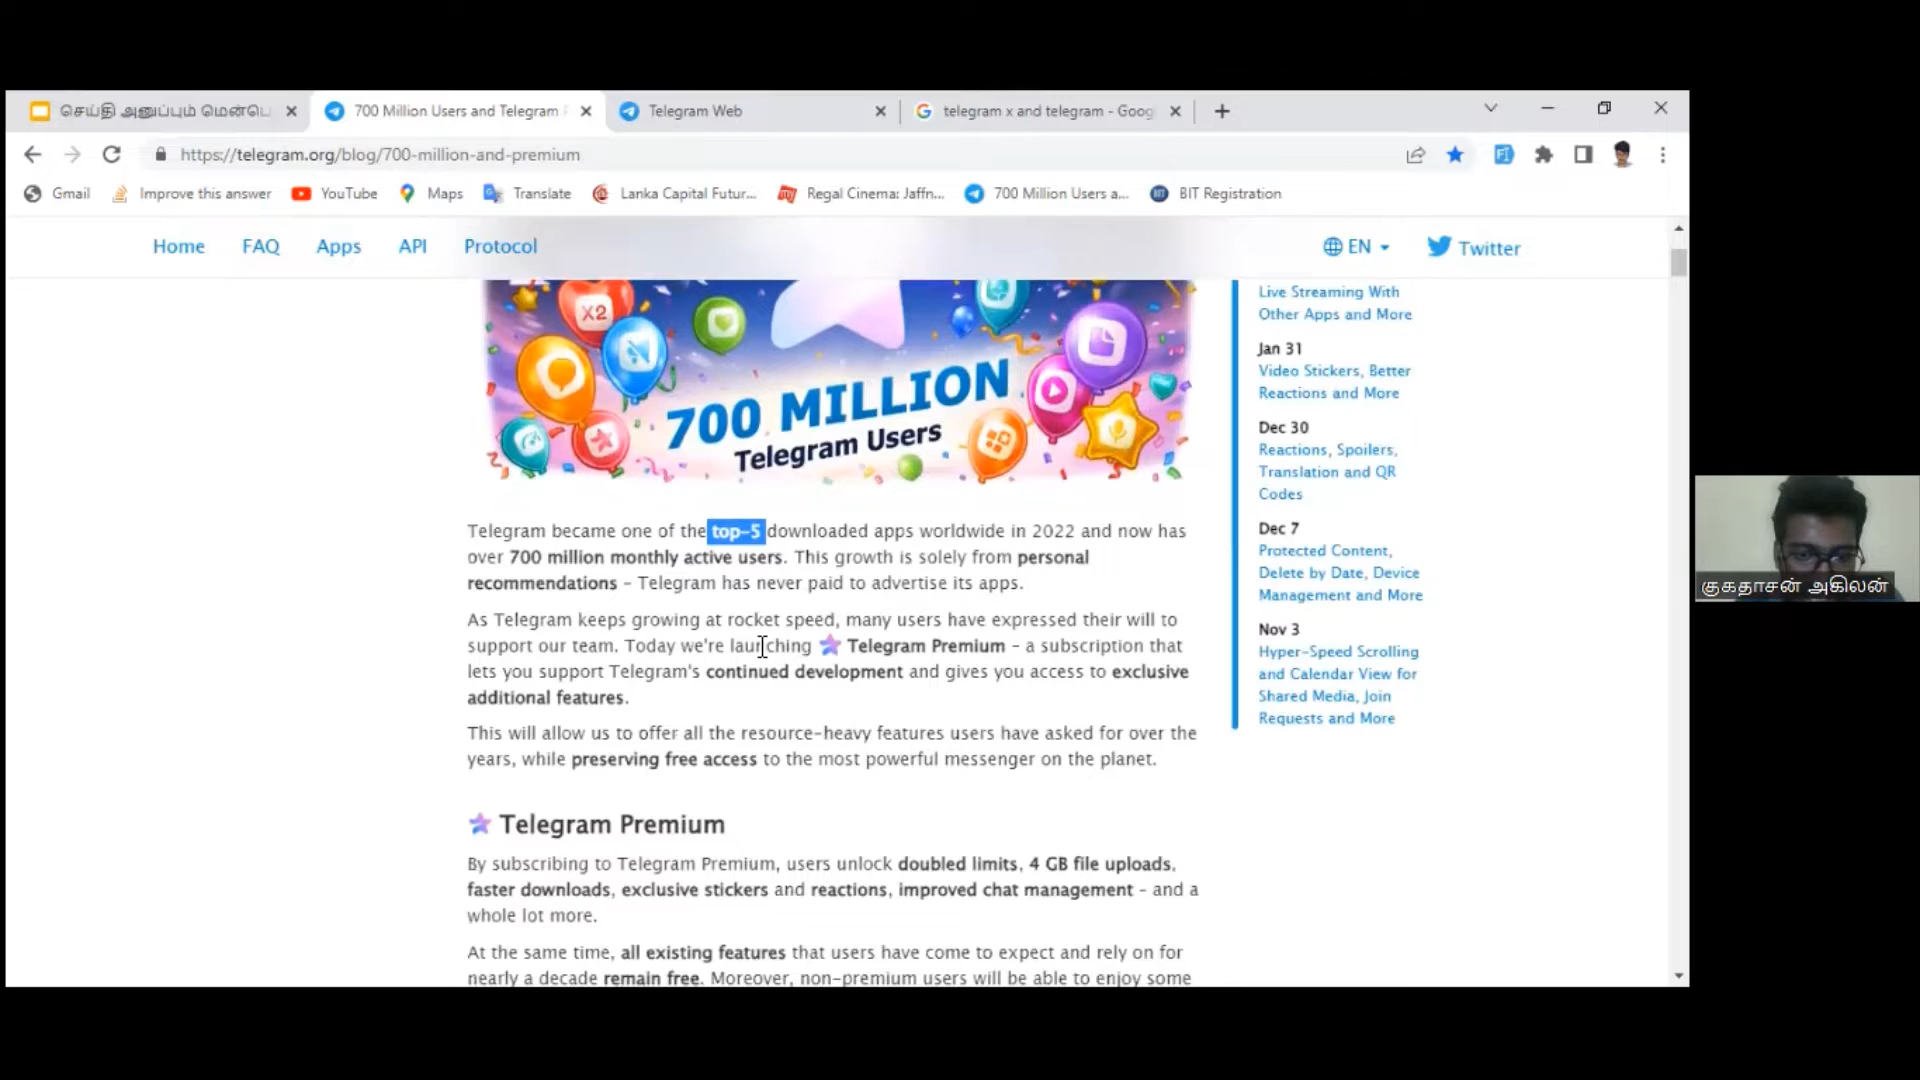 செய்தி அனுப்பும் மென்பெ
700 Million Users and Telegram
Telegram Web
telegram x and telegram - Goog
https://telegram.org/blog/700-million-and-premium
Gmail
Improve this answer
YouTube
Maps
Translate
Lanka Capital Futur...
Regal Cinema: Jaffn...
700 Million Users a...
BIT Registration
Home
FAQ
Apps
API
Protocol
EN
Twitter
X2
700 MILLION
Telegram Users
Telegram became one of the top-5 downloaded apps worldwide in 2022 and now has
over 700 million monthly active users. This growth is solely from personal
recommendations – Telegram has never paid to advertise its apps.
As Telegram keeps growing at rocket speed, many users have expressed their will to
support our team. Today we're launching Telegram Premium – a subscription that
lets you support Telegram's continued development and gives you access to exclusive
additional features.
This will allow us to offer all the resource-heavy features users have asked for over the
years, while preserving free access to the most powerful messenger on the planet.
Telegram Premium
By subscribing to Telegram Premium, users unlock doubled limits, 4 GB file uploads,
faster downloads, exclusive stickers and reactions, improved chat management – and a
whole lot more.
At the same time, all existing features that users have come to expect and rely on for
nearly a decade remain free. Moreover, non-premium users will be able to enjoy some
Live Streaming With
Other Apps and More
Jan 31
Video Stickers, Better
Reactions and More
Dec 30
Reactions, Spoilers,
Translation and QR
Codes
Dec 7
Protected Content,
Delete by Date, Device
Management and More
Nov 3
Hyper-Speed Scrolling
and Calendar View for
Shared Media, Join
Requests and More
குகதாசன் அகிலன்